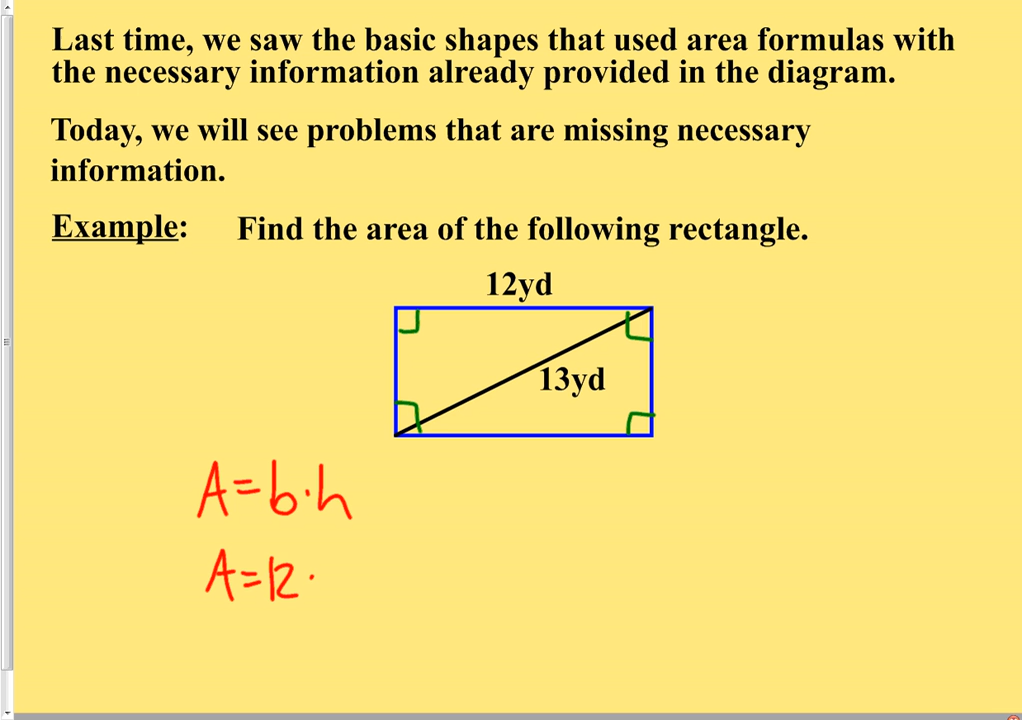 Last time, we saw the basic shapes that used area formulas with
the necessary information already provided in the diagram.
Today, we will see problems that are missing necessary
information.
Example: Find the area of the following rectangle.
12yd
13yd
A=b·h
A=12·